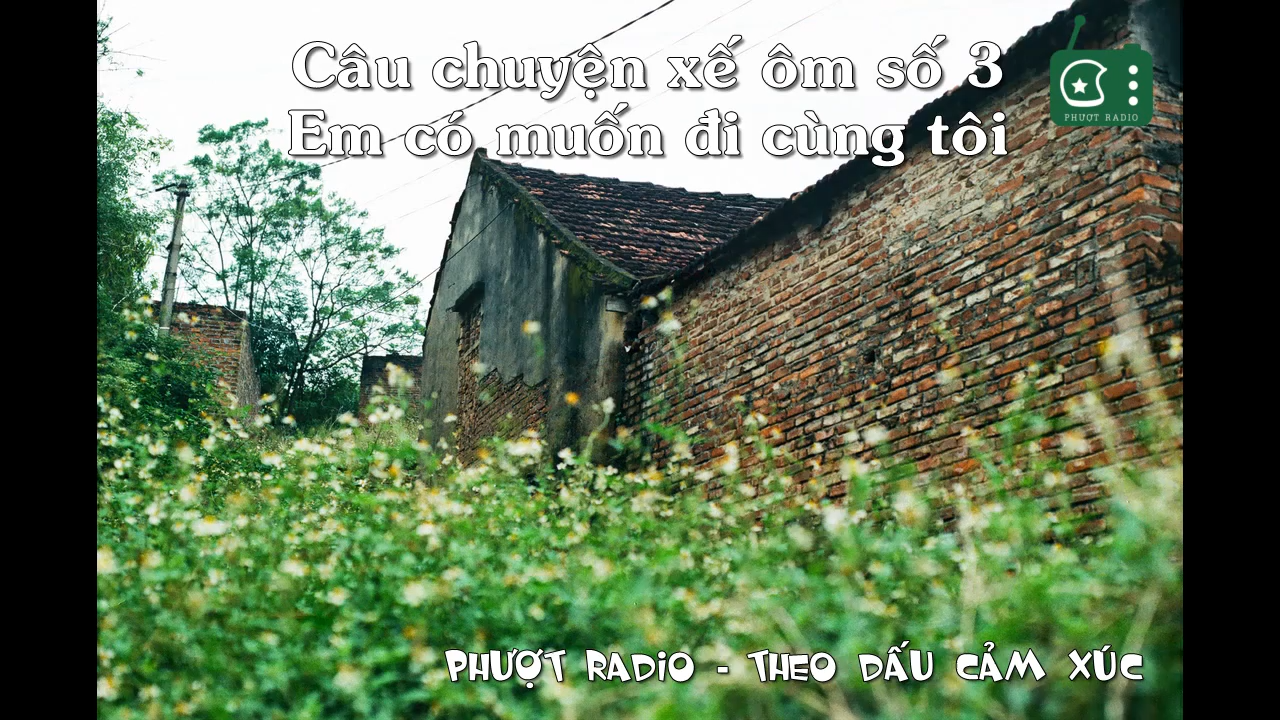 Câu chuyện xế ôm số 3
Em có muốn đi cùng tôi
PHƯỢT RADIO
PHƯỢT RADIO - THEO DẤU CẢM XÚC